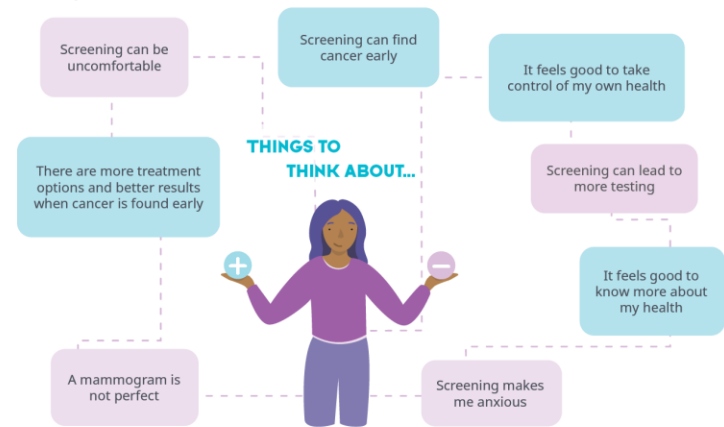 Screening can be
uncomfortable
Screening can find
cancer early
It feels good to take
control of my own health
THINGS TO
THINK ABOUT...
There are more treatment
options and better results
when cancer is found early
Screening can lead to
more testing
It feels good to
know more about
my health
A mammogram is
not perfect
Screening makes
me anxious